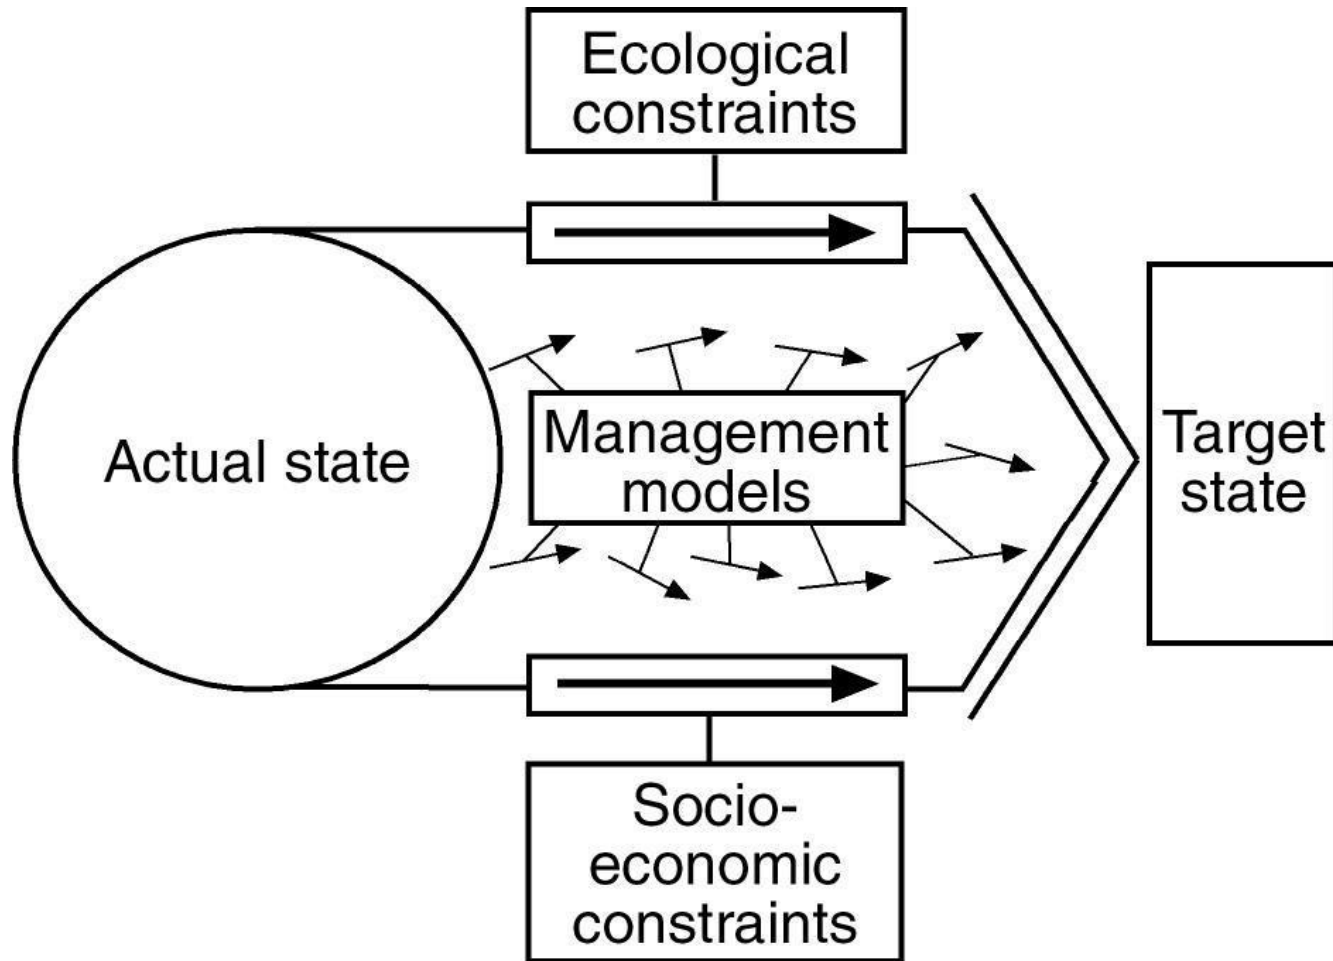 Ecological
constraints
Actual state
Management
models
Target
state
Socio-
economic
constraints